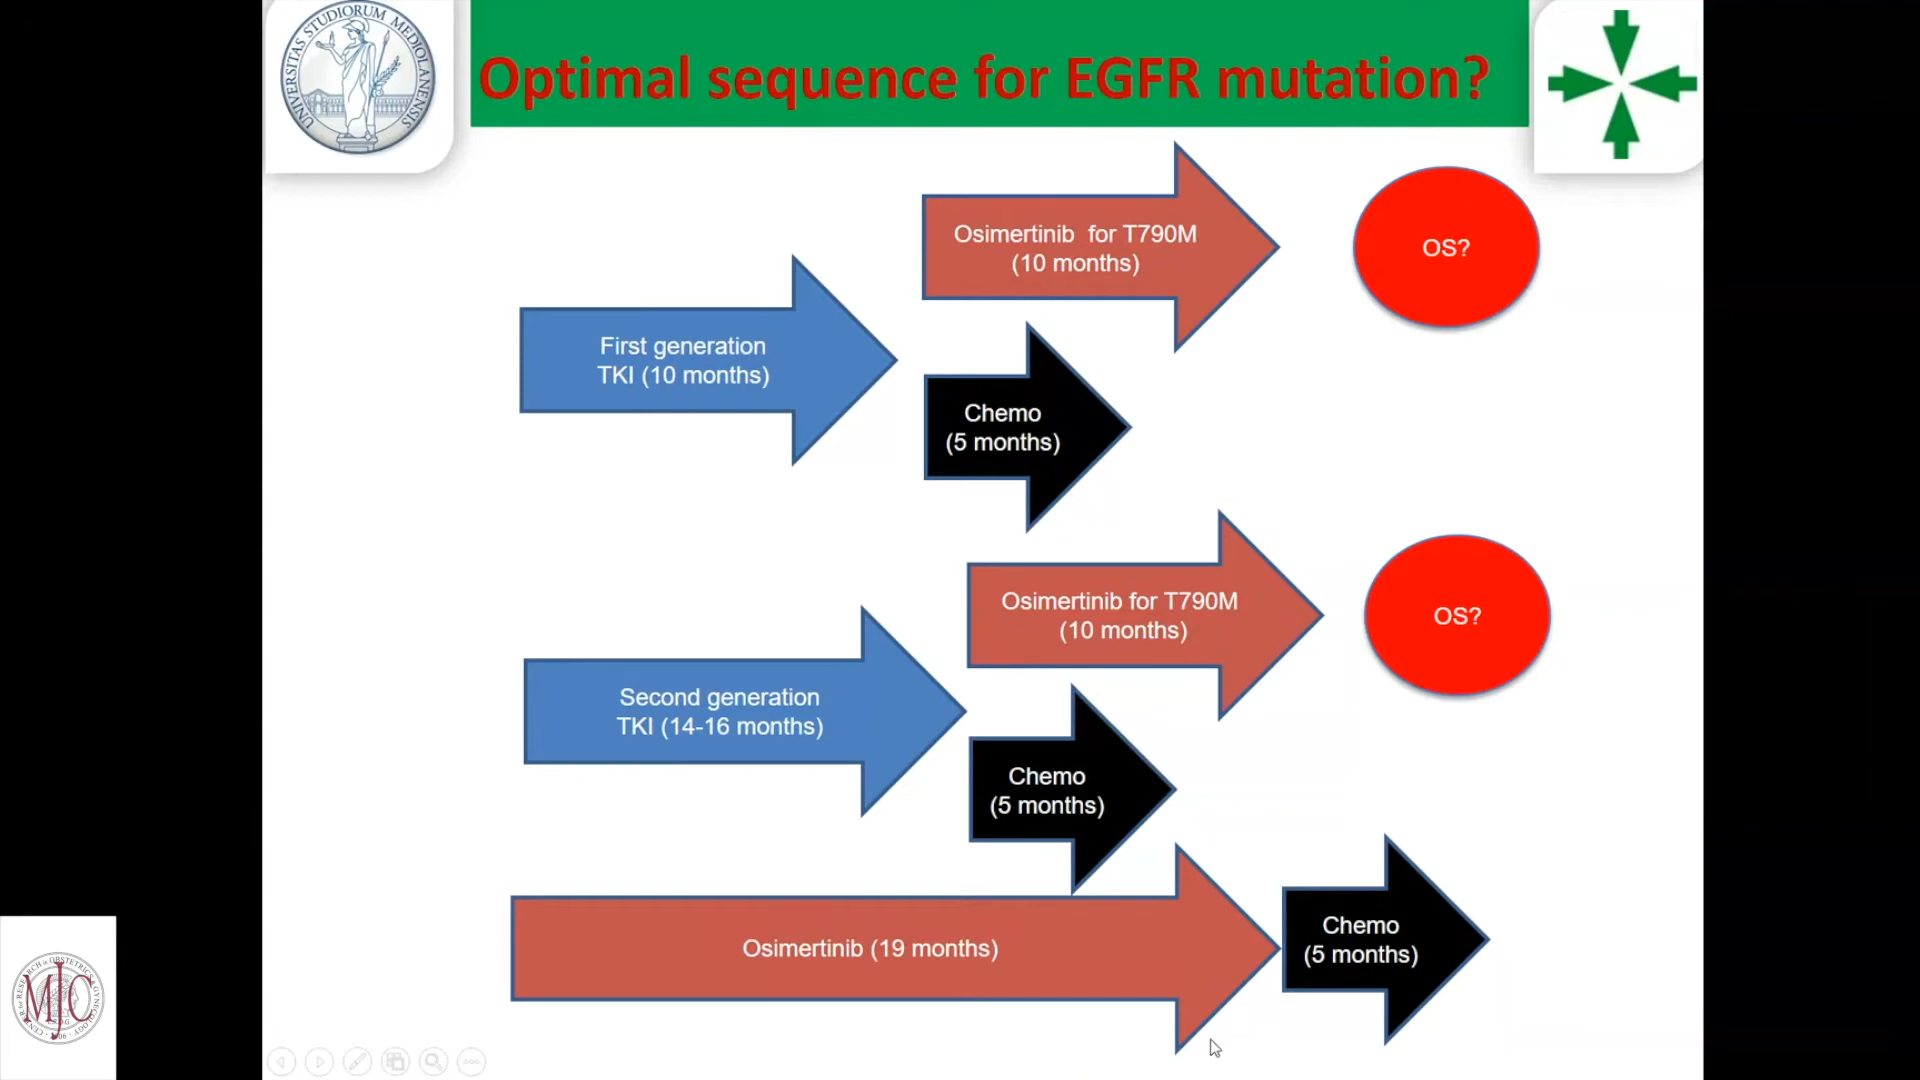 UNIVERSITAS STUDIORUM MEDIOLANENSIS
Optimal sequence for EGFR mutation?
Osimertinib for T790M
(10 months)
OS?
First generation
TKI (10 months)
Chemo
(5 months)
Osimertinib for T790M
(10 months)
OS?
Second generation
TKI (14-16 months)
Chemo
(5 months)
Osimertinib (19 months)
Chemo
(5 months)
MJC